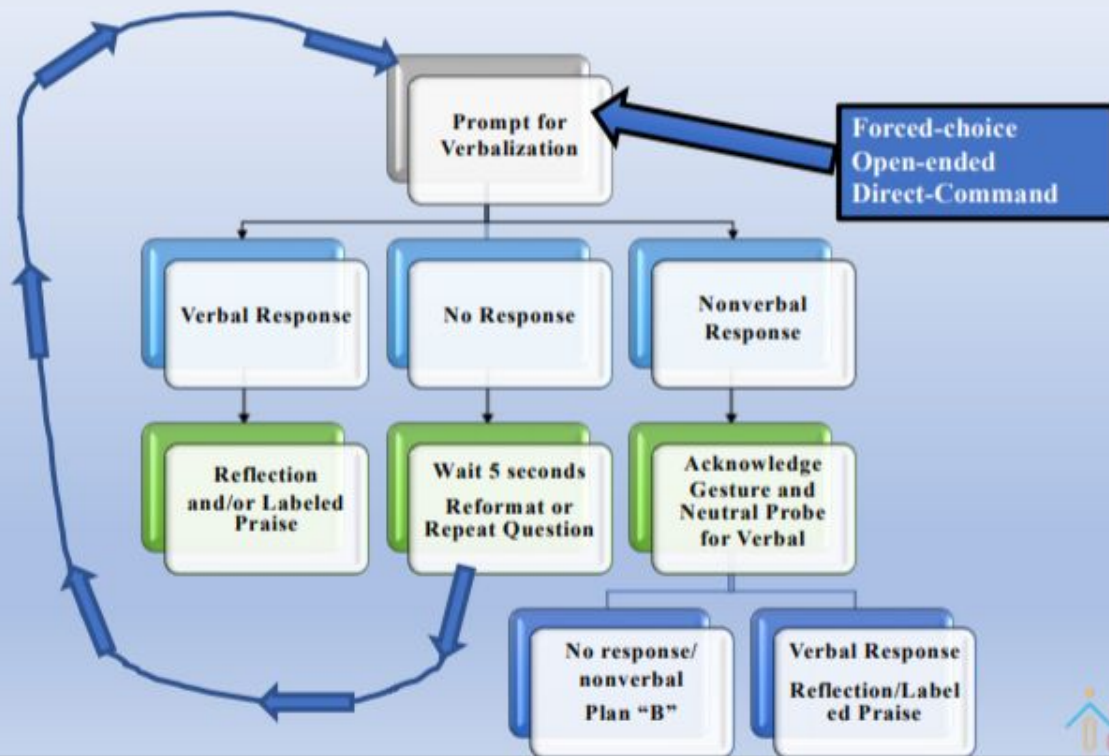 Prompt for
Verbalization
Forced-choice
Open-ended
Direct-Command
Verbal Response
No Response
Nonverbal
Response
Reflection
and/or Labeled
Praise
Wait 5 seconds
Reformat or
Repeat Question
Acknowledge
Gesture and
Neutral Probe
for Verbal
No response/
nonverbal
Plan “B”
Verbal Response
Reflection/Label
ed Praise